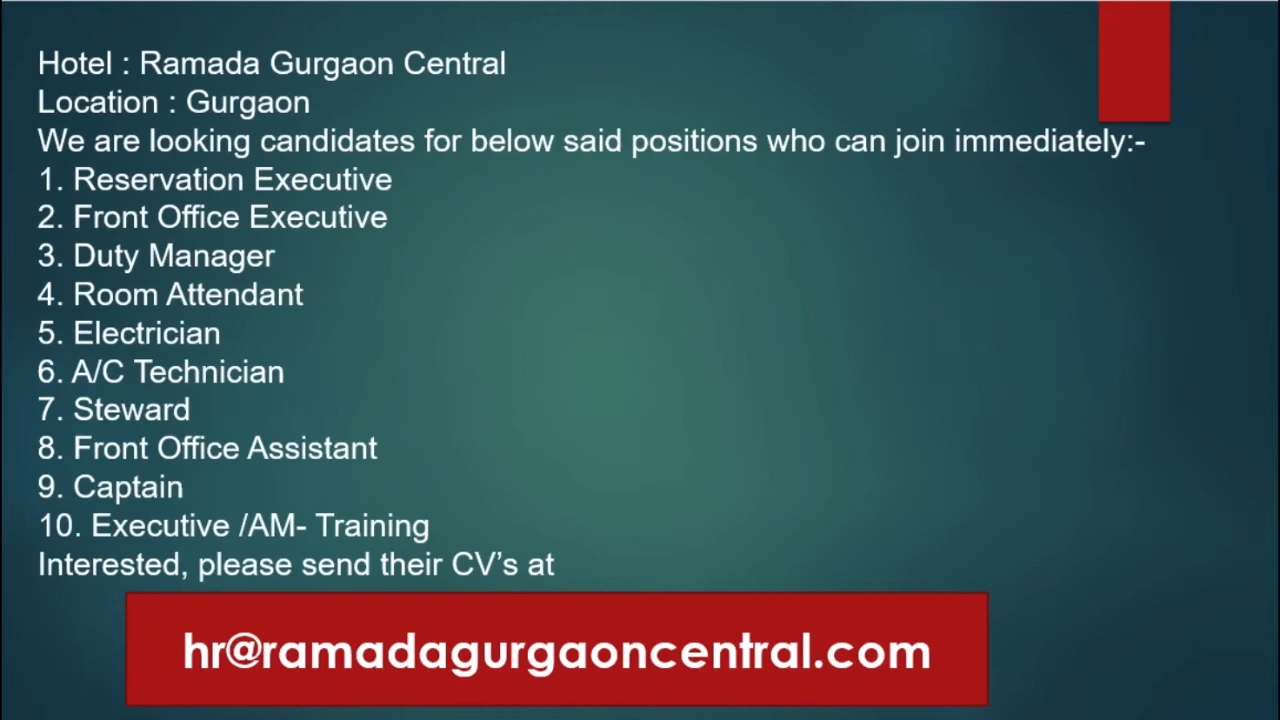 Hotel : Ramada Gurgaon Central
Location : Gurgaon
We are looking candidates for below said positions who can join immediately:-
1. Reservation Executive
2. Front Office Executive
3. Duty Manager
4. Room Attendant
5. Electrician
6. A/C Technician
7. Steward
8. Front Office Assistant
9. Captain
10. Executive /AM- Training
Interested, please send their CV’s at
hr@ramadagurgaoncentral.com